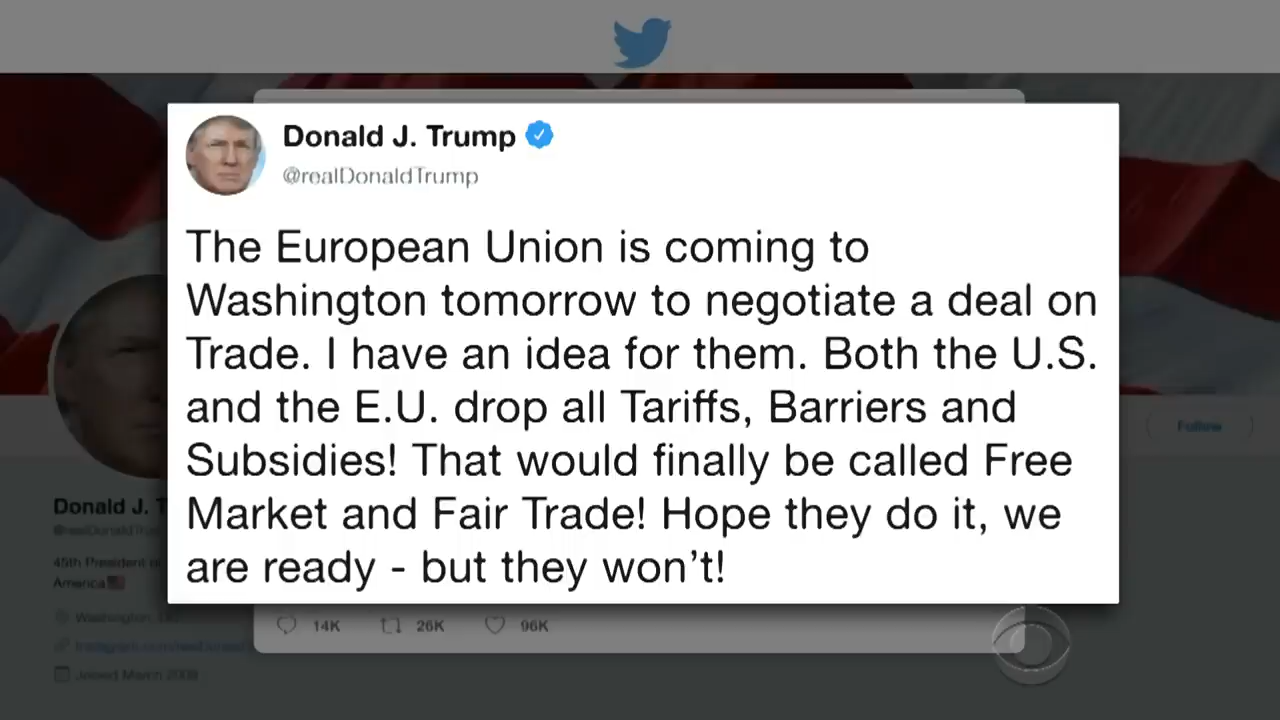 Donald J. Trump
@realDonaldTrump
The European Union is coming to
Washington tomorrow to negotiate a deal on
Trade. I have an idea for them. Both the U.S.
and the E.U. drop all Tariffs, Barriers and
Subsidies! That would finally be called Free
Market and Fair Trade! Hope they do it, we
are ready - but they won't!
Follow
Donald J. T
45th President
America
Washington,
Joined March 2009
14K 26K 96K